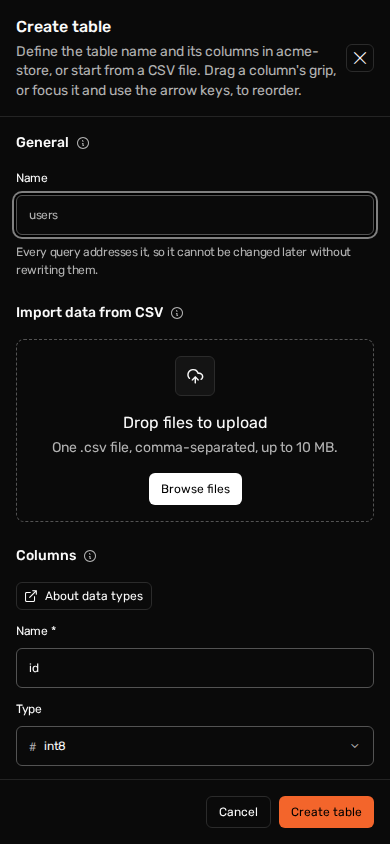 Create table
Define the table name and its columns in acme-
store, or start from a CSV file. Drag a column's grip,
or focus it and use the arrow keys, to reorder.
General
Name
users
Every query addresses it, so it cannot be changed later without
rewriting them.
Import data from CSV
Drop files to upload
One .csv file, comma-separated, up to 10 MB.
Browse files
Columns
About data types
Name *
id
Type
# int8
Cancel
Create table